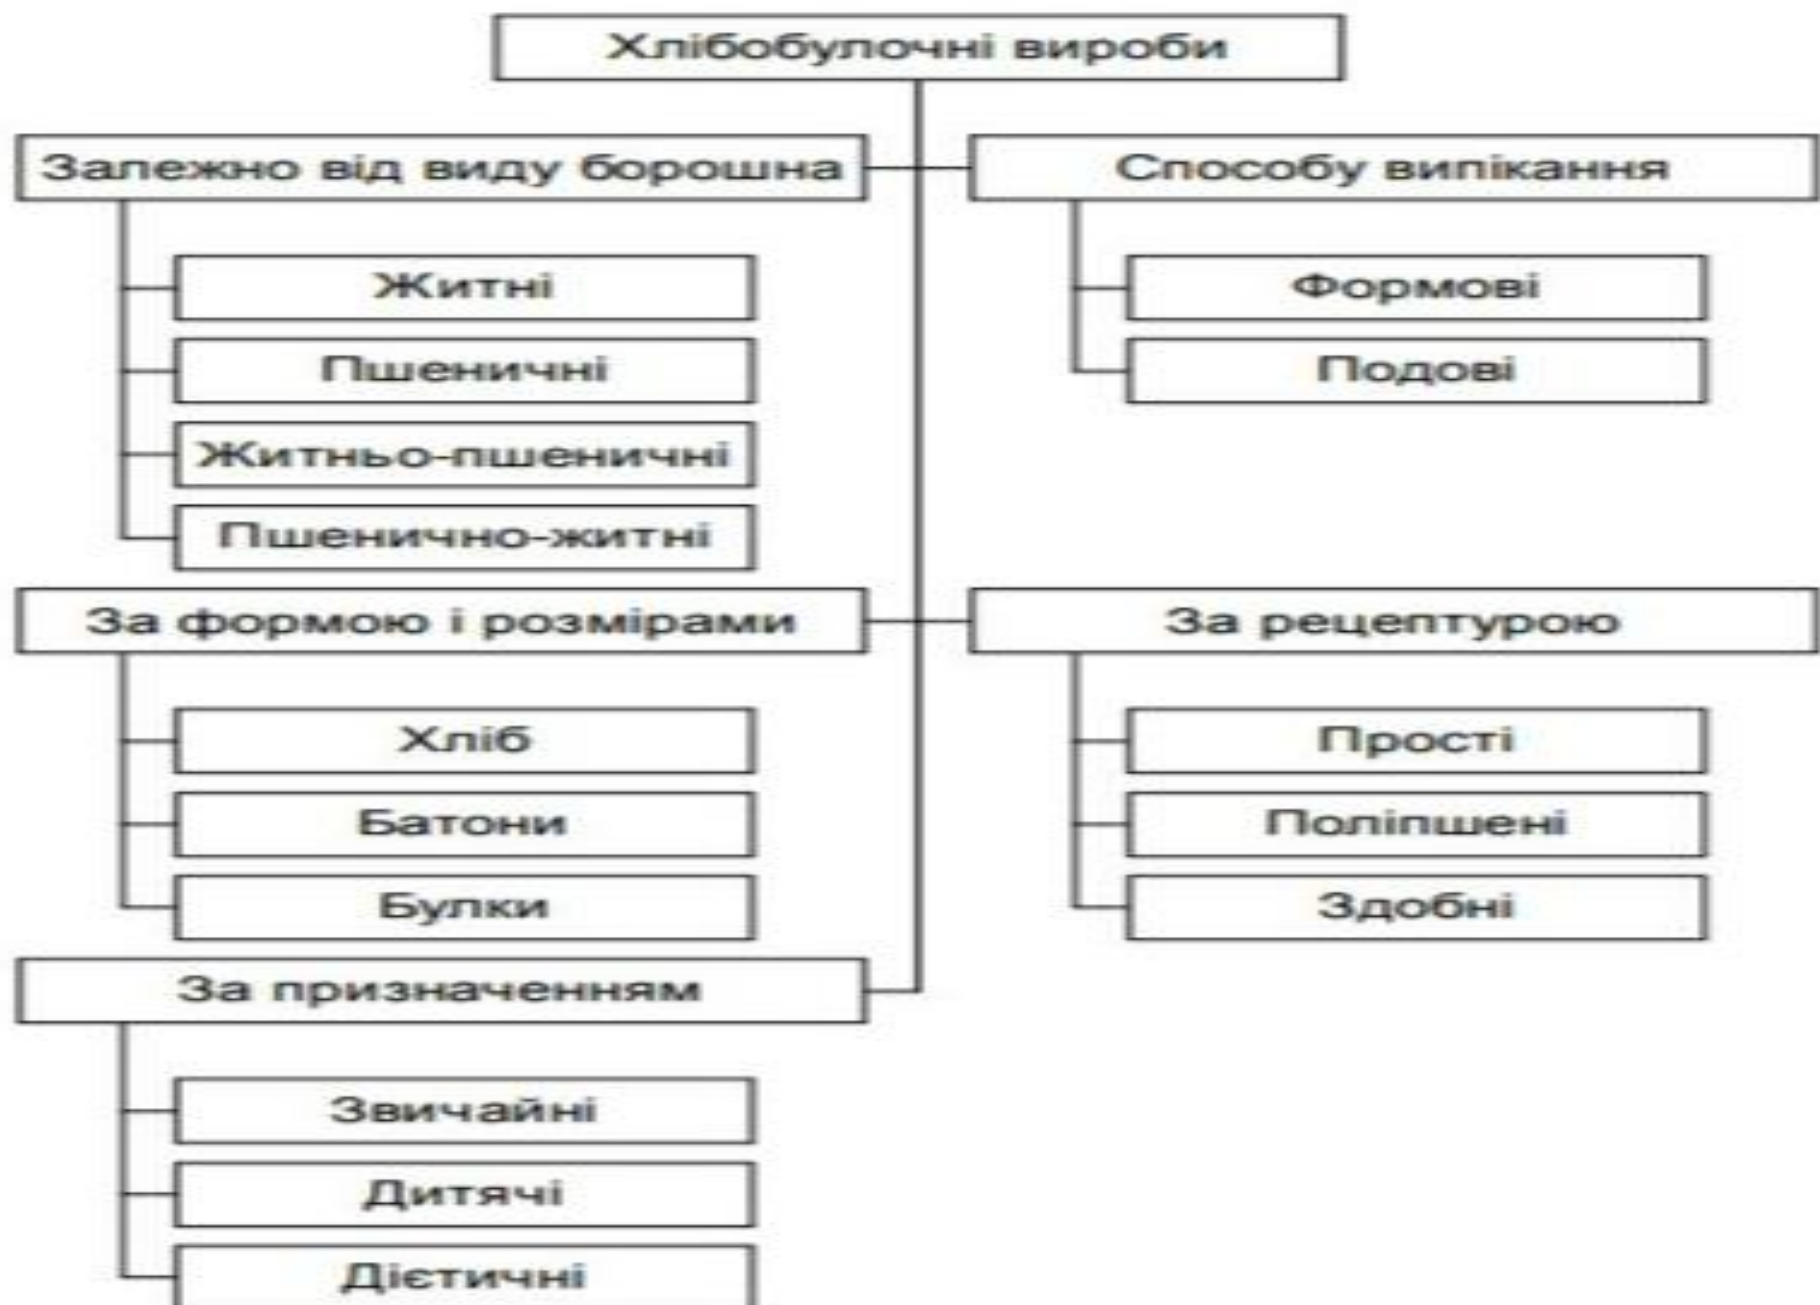 Хлібобулочні вироби
Залежно від виду борошна
Житні
Пшеничні
Житньо-пшеничні
Пшенично-житні
Способу випікання
Формові
Подові
За формою і розмірами
Хліб
Батони
Булки
За рецептурою
Прості
Поліпшені
Здобні
За призначенням
Звичайні
Дитячі
Дієтичні